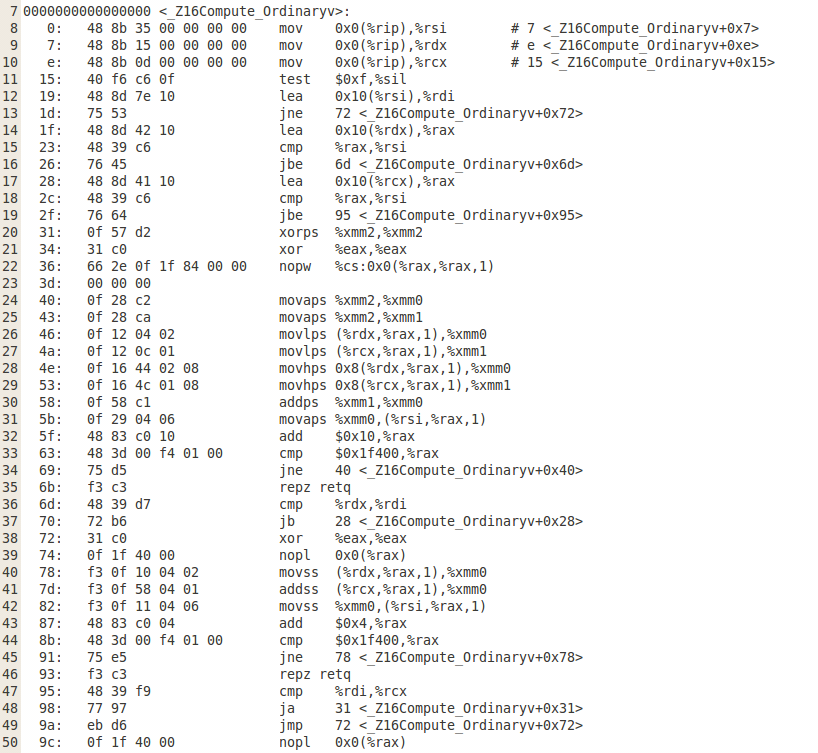 7 0000000000000000 <_Z16Compute_Ordinaryv>:
8    0:   48 8b 35 00 00 00 00    mov    0x0(%rip),%rsi        # 7 <_Z16Compute_Ordinaryv+0x7>
9    7:   48 8b 15 00 00 00 00    mov    0x0(%rip),%rdx        # e <_Z16Compute_Ordinaryv+0xe>
10    e:   48 8b 0d 00 00 00 00    mov    0x0(%rip),%rcx        # 15 <_Z16Compute_Ordinaryv+0x15>
11   15:   40 f6 c6 0f             test   $0xf,%sil
12   19:   48 8d 7e 10             lea    0x10(%rsi),%rdi
13   1d:   75 53                   jne    72 <_Z16Compute_Ordinaryv+0x72>
14   1f:   48 8d 42 10             lea    0x10(%rdx),%rax
15   23:   48 39 c6                cmp    %rax,%rsi
16   26:   76 45                   jbe    6d <_Z16Compute_Ordinaryv+0x6d>
17   28:   48 8d 41 10             lea    0x10(%rcx),%rax
18   2c:   48 39 c6                cmp    %rax,%rsi
19   2f:   76 64                   jbe    95 <_Z16Compute_Ordinaryv+0x95>
20   31:   0f 57 d2                xorps  %xmm2,%xmm2
21   34:   31 c0                   xor    %eax,%eax
22   36:   66 2e 0f 1f 84 00 00    nopw   %cs:0x0(%rax,%rax,1)
23   3d:   00 00 00
24   40:   0f 28 c2                movaps %xmm2,%xmm0
25   43:   0f 28 ca                movaps %xmm2,%xmm1
26   46:   0f 12 04 02             movlps (%rdx,%rax,1),%xmm0
27   4a:   0f 12 0c 01             movlps (%rcx,%rax,1),%xmm1
28   4e:   0f 16 44 02 08          movhps 0x8(%rdx,%rax,1),%xmm0
29   53:   0f 16 4c 01 08          movhps 0x8(%rcx,%rax,1),%xmm1
30   58:   0f 58 c1                addps  %xmm1,%xmm0
31   5b:   0f 29 04 06             movaps %xmm0,(%rsi,%rax,1)
32   5f:   48 83 c0 10             add    $0x10,%rax
33   63:   48 3d 00 f4 01 00       cmp    $0x1f400,%rax
34   69:   75 d5                   jne    40 <_Z16Compute_Ordinaryv+0x40>
35   6b:   f3 c3                   repz retq
36   6d:   48 39 d7                cmp    %rdx,%rdi
37   70:   72 b6                   jb     28 <_Z16Compute_Ordinaryv+0x28>
38   72:   31 c0                   xor    %eax,%eax
39   74:   0f 1f 40 00             nopl   0x0(%rax)
40   78:   f3 0f 10 04 02          movss  (%rdx,%rax,1),%xmm0
41   7d:   f3 0f 58 04 01          addss  (%rcx,%rax,1),%xmm0
42   82:   f3 0f 11 04 06          movss  %xmm0,(%rsi,%rax,1)
43   87:   48 83 c0 04             add    $0x4,%rax
44   8b:   48 3d 00 f4 01 00       cmp    $0x1f400,%rax
45   91:   75 e5                   jne    78 <_Z16Compute_Ordinaryv+0x78>
46   93:   f3 c3                   repz retq
47   95:   48 39 f9                cmp    %rdi,%rcx
48   98:   77 97                   ja     31 <_Z16Compute_Ordinaryv+0x31>
49   9a:   eb d6                   jmp    72 <_Z16Compute_Ordinaryv+0x72>
50   9c:   0f 1f 40 00             nopl   0x0(%rax)